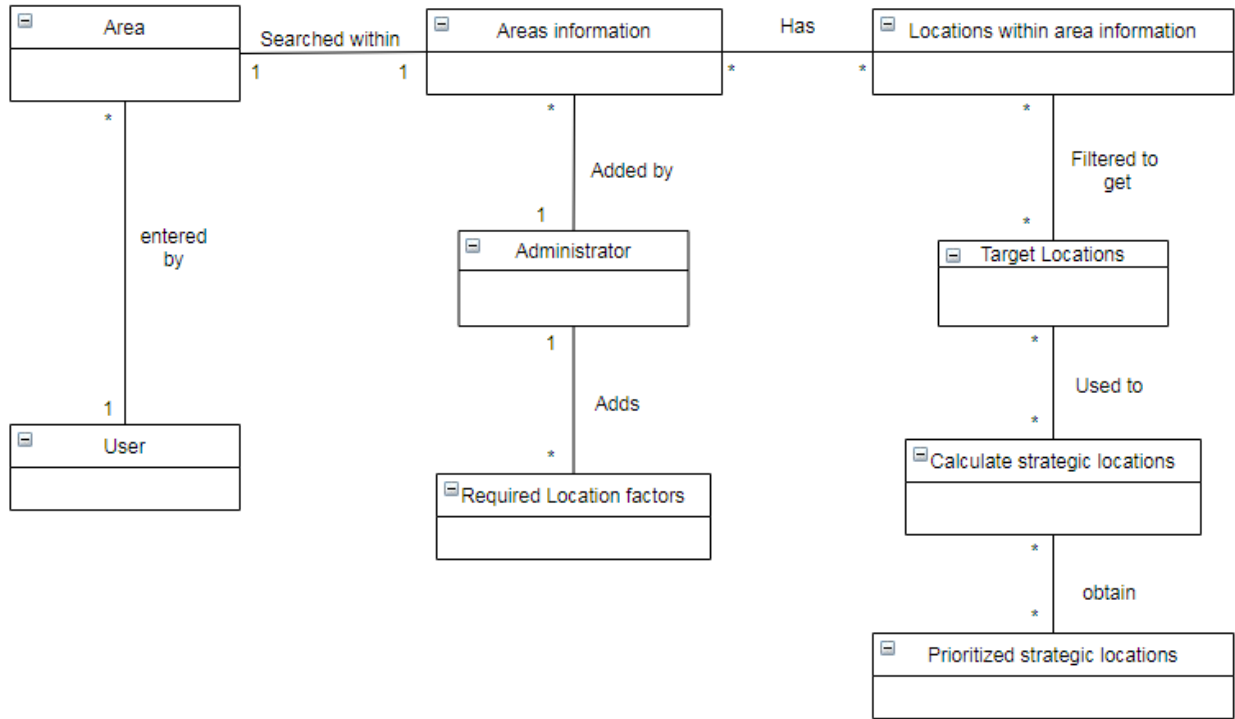 Area
Areas information
Locations within area information
Searched within
Has
1
1
*
*
*
*
*
Added by
Filtered to
get
entered
by
1
*
Administrator
Target Locations
1
*
Adds
Used to
1
*
*
User
Calculate strategic locations
Required Location factors
*
obtain
*
Prioritized strategic locations